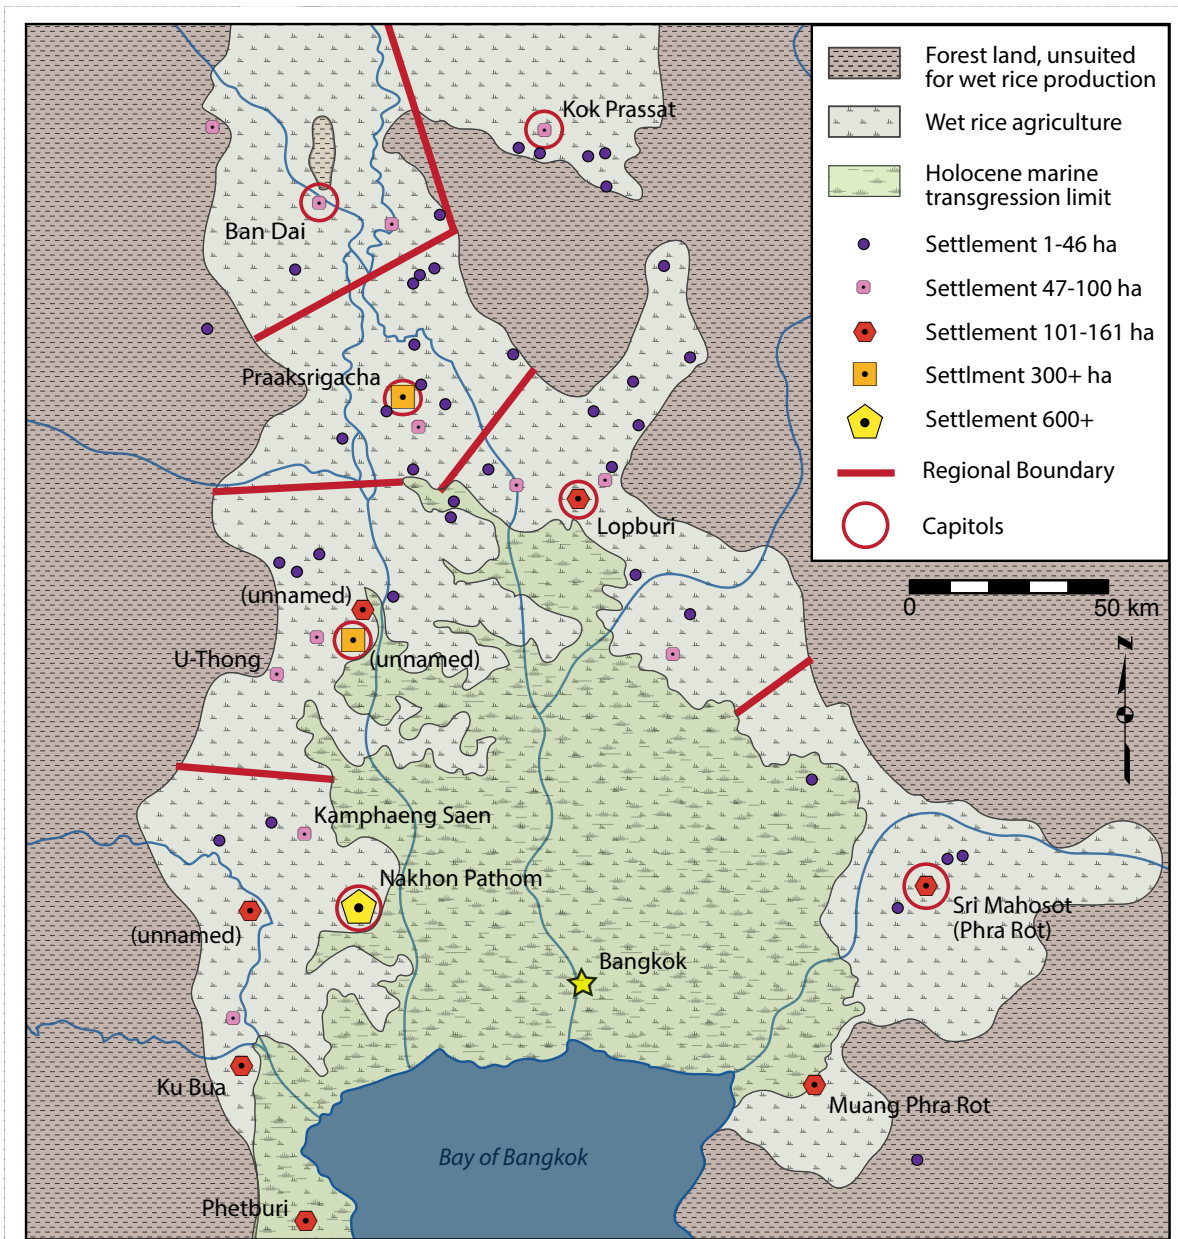 Forest land, unsuited
for wet rice production
Wet rice agriculture
Holocene marine
transgression limit
Settlement 1-46 ha
Settlement 47-100 ha
Settlement 101-161 ha
Settlment 300+ ha
Settlement 600+
Regional Boundary
Capitols
0 50 km
N
Kok Prassat
Ban Dai
Praaksrigacha
Lopburi
(unnamed)
U-Thong
(unnamed)
Kamphaeng Saen
Nakhon Pathom
(unnamed)
Sri Mahosot
(Phra Rot)
Bangkok
Ku Bua
Muang Phra Rot
Bay of Bangkok
Phetburi